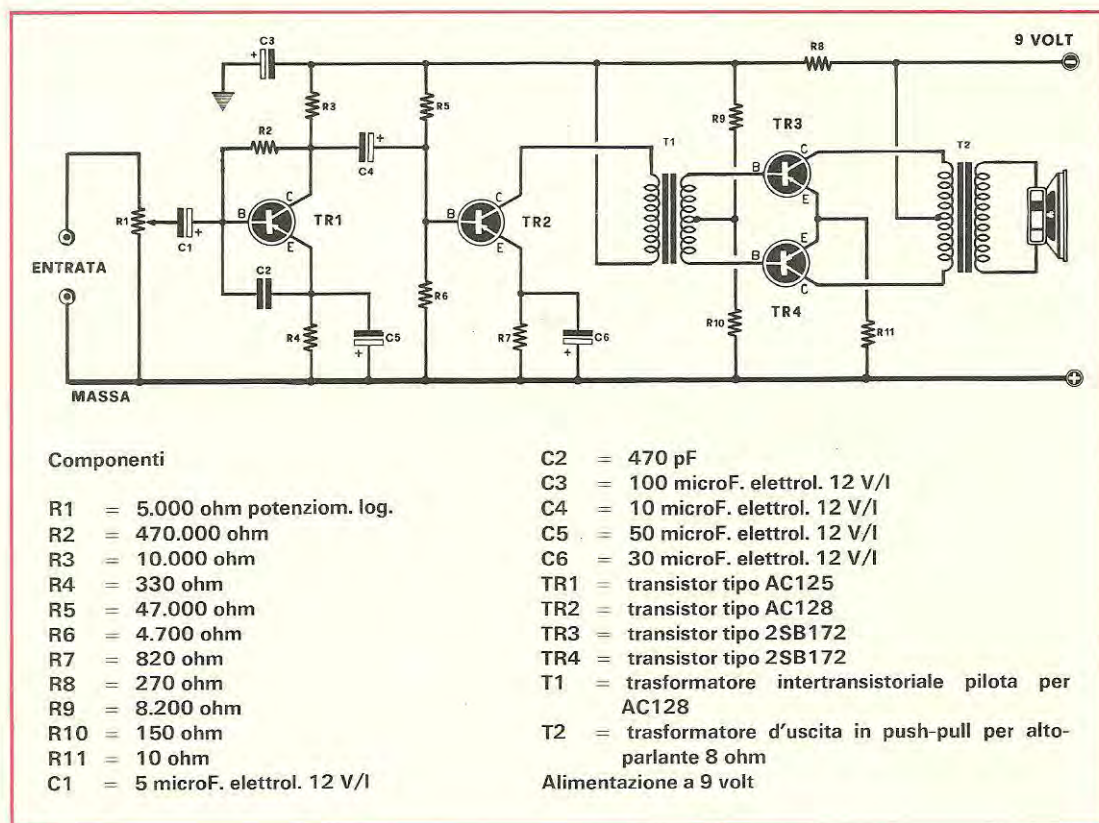 9 VOLT
C3
+
R8
R3
R5
R9
TR3
R2
T1
C
T2
+
C4
B
E
R1
B
C
TR1
B
C
TR2
C1
+
E
E
E
ENTRATA
C2
R6
B
C
TR4
R10
R4
C5
+
R7
C6
+
R11
MASSA
Componenti
R1 = 5.000 ohm potenziom. log.
R2 = 470.000 ohm
R3 = 10.000 ohm
R4 = 330 ohm
R5 = 47.000 ohm
R6 = 4.700 ohm
R7 = 820 ohm
R8 = 270 ohm
R9 = 8.200 ohm
R10 = 150 ohm
R11 = 10 ohm
C1 = 5 microF. elettrol. 12 V/l
C2 = 470 pF
C3 = 100 microF. elettrol. 12 V/l
C4 = 10 microF. elettrol. 12 V/l
C5 = 50 microF. elettrol. 12 V/l
C6 = 30 microF. elettrol. 12 V/l
TR1 = transistor tipo AC125
TR2 = transistor tipo AC128
TR3 = transistor tipo 2SB172
TR4 = transistor tipo 2SB172
T1 = trasformatore intertransistoriale pilota per
AC128
T2 = trasformatore d'uscita in push-pull per alto-
parlante 8 ohm
Alimentazione a 9 volt